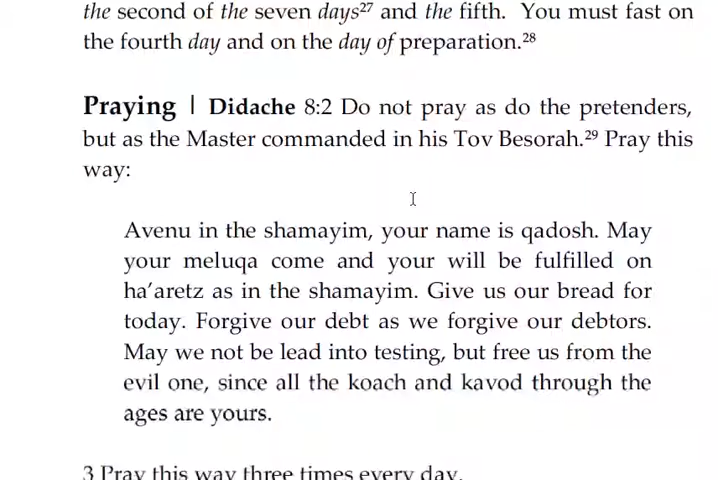 the second of the seven days²⁷ and the fifth. You must fast on
the fourth day and on the day of preparation.²⁸
Praying | Didache 8:2 Do not pray as do the pretenders,
but as the Master commanded in his Tov Besorah.²⁹ Pray this
way:
Avenu in the shamayim, your name is qadosh. May
your meluqa come and your will be fulfilled on
ha’aretz as in the shamayim. Give us our bread for
today. Forgive our debt as we forgive our debtors.
May we not be lead into testing, but free us from the
evil one, since all the koach and kavod through the
ages are yours.
3 Pray this way three times every day.